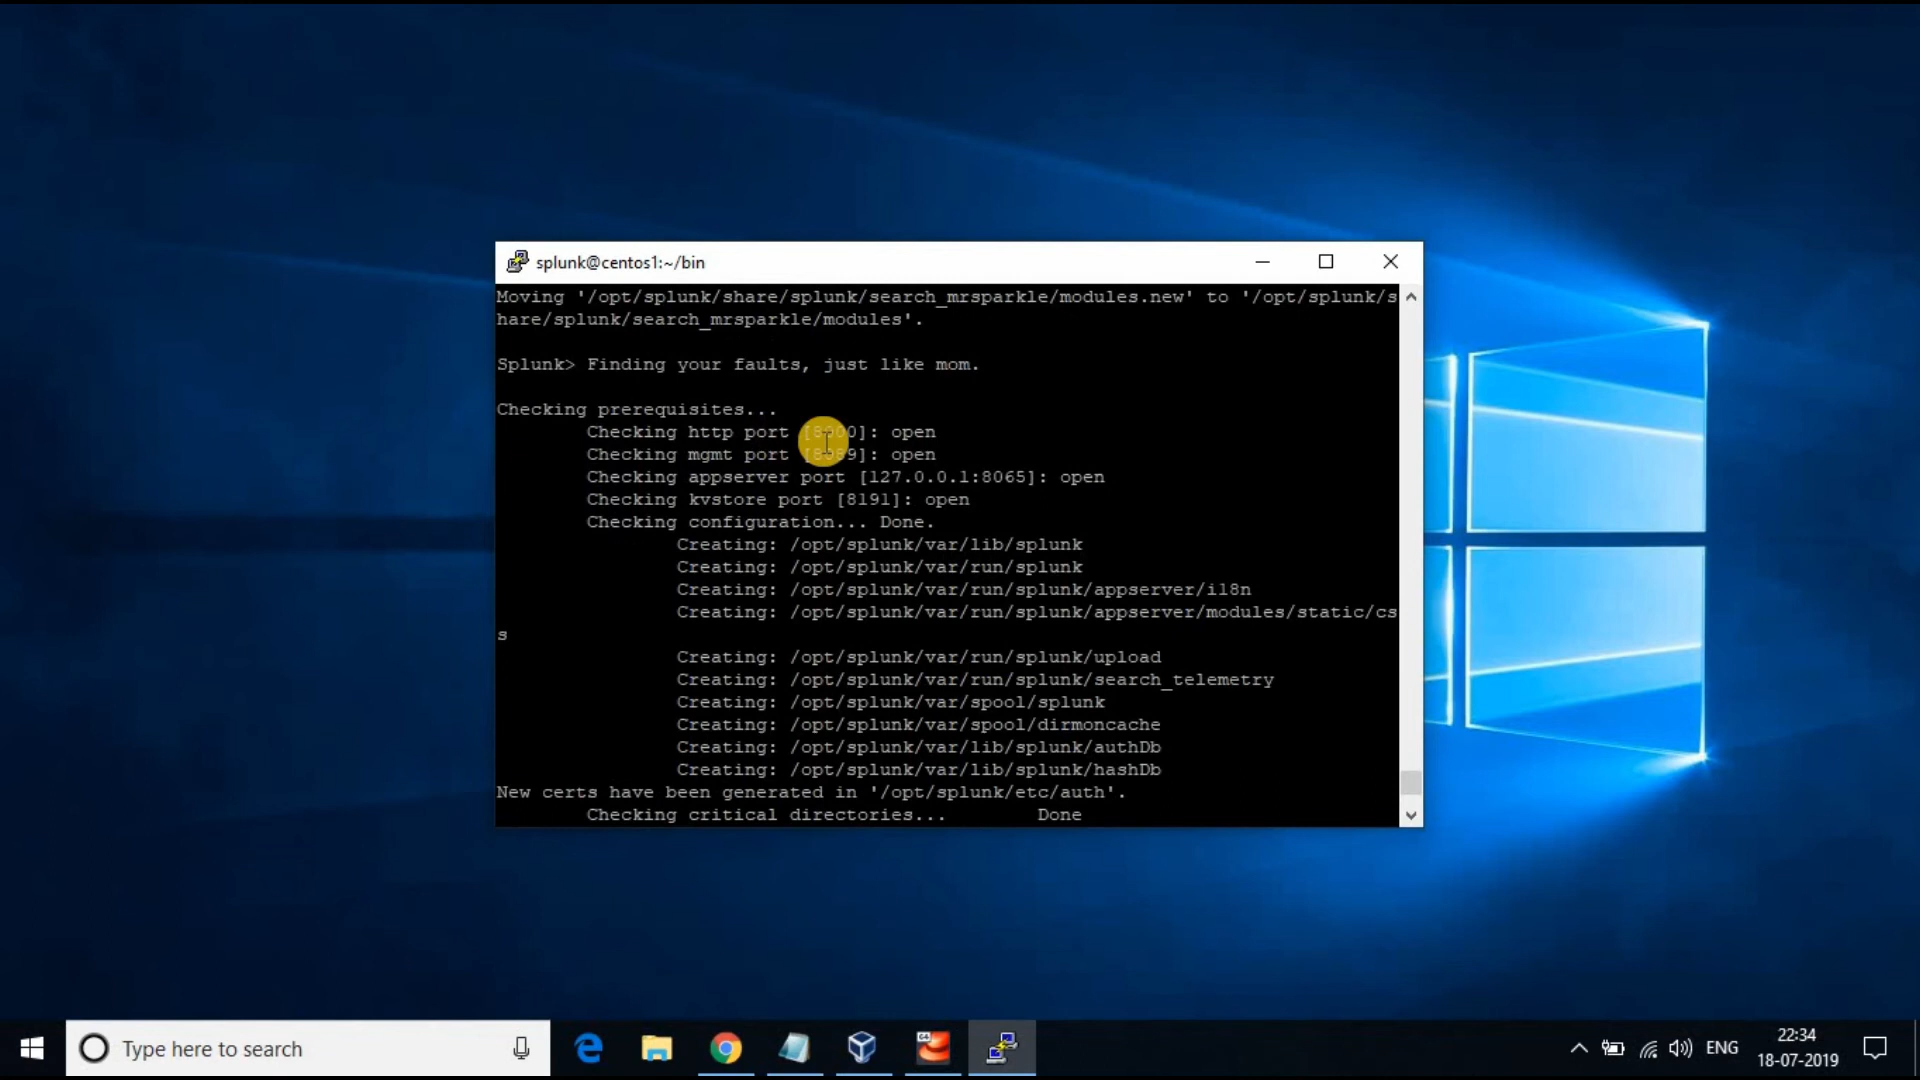 splunk@centos1:~/bin
Moving '/opt/splunk/share/splunk/search_mrsparkle/modules.new' to '/opt/splunk/s
hare/splunk/search_mrsparkle/modules'.
Splunk> Finding your faults, just like mom.
Checking prerequisites...
Checking http port [8000]: open
Checking mgmt port [8089]: open
Checking appserver port [127.0.0.1:8065]: open
Checking kvstore port [8191]: open
Checking configuration... Done.
Creating: /opt/splunk/var/lib/splunk
Creating: /opt/splunk/var/run/splunk
Creating: /opt/splunk/var/run/splunk/appserver/i18n
Creating: /opt/splunk/var/run/splunk/appserver/modules/static/cs
s
Creating: /opt/splunk/var/run/splunk/upload
Creating: /opt/splunk/var/run/splunk/search_telemetry
Creating: /opt/splunk/var/spool/splunk
Creating: /opt/splunk/var/spool/dirmoncache
Creating: /opt/splunk/var/lib/splunk/authDb
Creating: /opt/splunk/var/lib/splunk/hashDb
New certs have been generated in '/opt/splunk/etc/auth'.
Checking critical directories... Done
Type here to search
64
ENG
22:34
18-07-2019